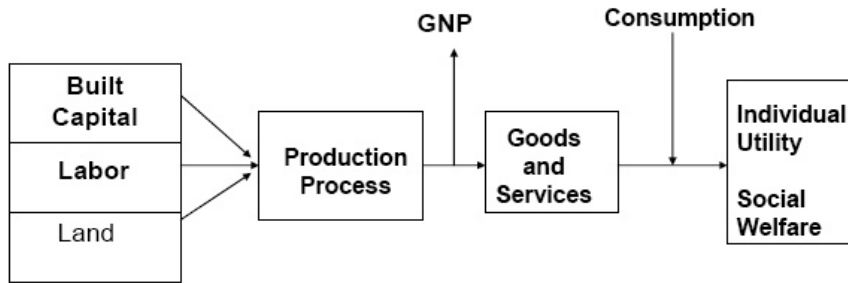 GNP
Consumption
Built
Capital
Labor
Land
Production
Process
Goods
and
Services
Individual
Utility
Social
Welfare